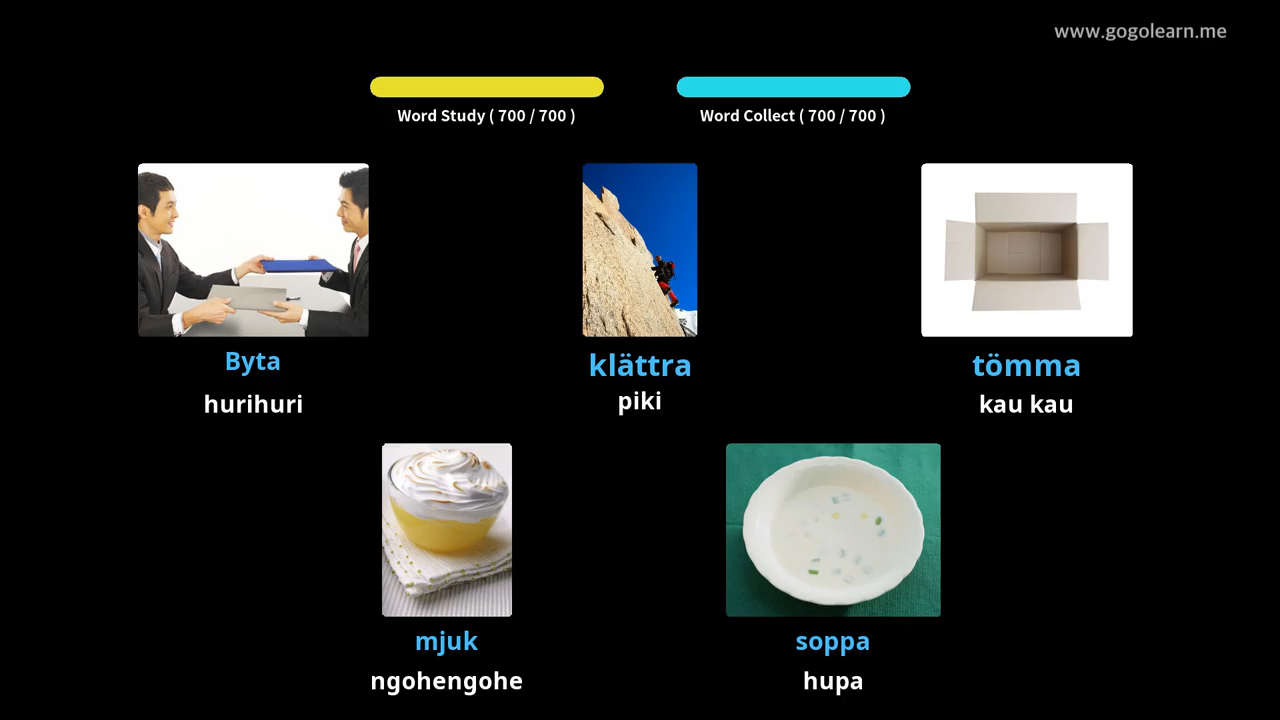 www.gogolearn.me
Word Study ( 700 / 700 )
Word Collect ( 700 / 700 )
Byta
hurihuri
klättra
piki
tömma
kau kau
mjuk
ngohengohe
soppa
hupa